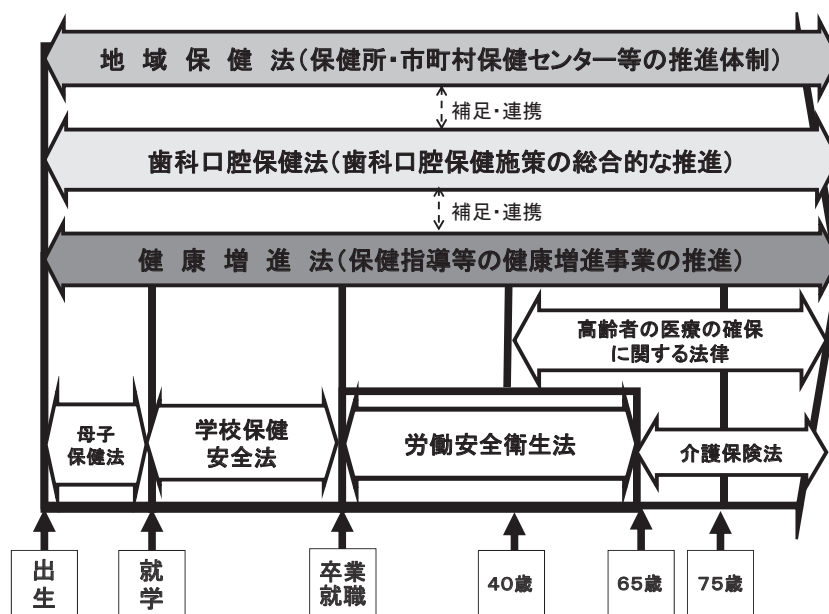 地域保健法(保健所・市町村保健センター等の推進体制)
補足・連携
歯科口腔保健法(歯科口腔保健施策の総合的な推進)
補足・連携
健康増進法(保健指導等の健康増進事業の推進)
高齢者の医療の確保
に関する法律
母子
保健法
学校保健
安全法
労働安全衛生法
介護保険法
出
生
就
学
卒業
就職
40歳
65歳
75歳